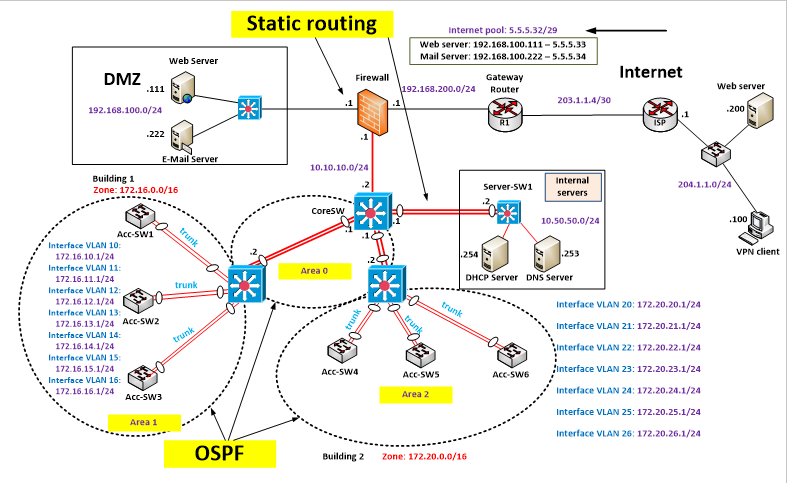 Static routing
Internet pool: 5.5.5.32/29
Web server: 192.168.100.111 – 5.5.5.33
Mail Server: 192.168.100.222 – 5.5.5.34
DMZ
Web Server
.111
192.168.100.0/24
.222
E-Mail Server
Firewall
.1
.1
.1
192.168.200.0/24
Gateway
Router
R1
203.1.1.4/30
Internet
ISP
.1
Web server
.200
204.1.1.0/24
.100
VPN client
10.10.10.0/24
.2
CoreSW
.1
.1
.1
Server-SW1
Internal
servers
.2
10.50.50.0/24
.254
.253
DHCP Server
DNS Server
Building 1
Zone: 172.16.0.0/16
Acc-SW1
trunk
Interface VLAN 10:
172.16.10.1/24
Interface VLAN 11:
172.16.11.1/24
Interface VLAN 12:
172.16.12.1/24
Interface VLAN 13:
172.16.13.1/24
Interface VLAN 14:
172.16.14.1/24
Interface VLAN 15:
172.16.15.1/24
Interface VLAN 16:
172.16.16.1/24
trunk
Acc-SW2
trunk
Acc-SW3
Area 1
.2
Area 0
.2
trunk
trunk
trunk
Acc-SW4
Acc-SW5
Acc-SW6
Area 2
Interface VLAN 20: 172.20.20.1/24
Interface VLAN 21: 172.20.21.1/24
Interface VLAN 22: 172.20.22.1/24
Interface VLAN 23: 172.20.23.1/24
Interface VLAN 24: 172.20.24.1/24
Interface VLAN 25: 172.20.25.1/24
Interface VLAN 26: 172.20.26.1/24
OSPF
Building 2 Zone: 172.20.0.0/16